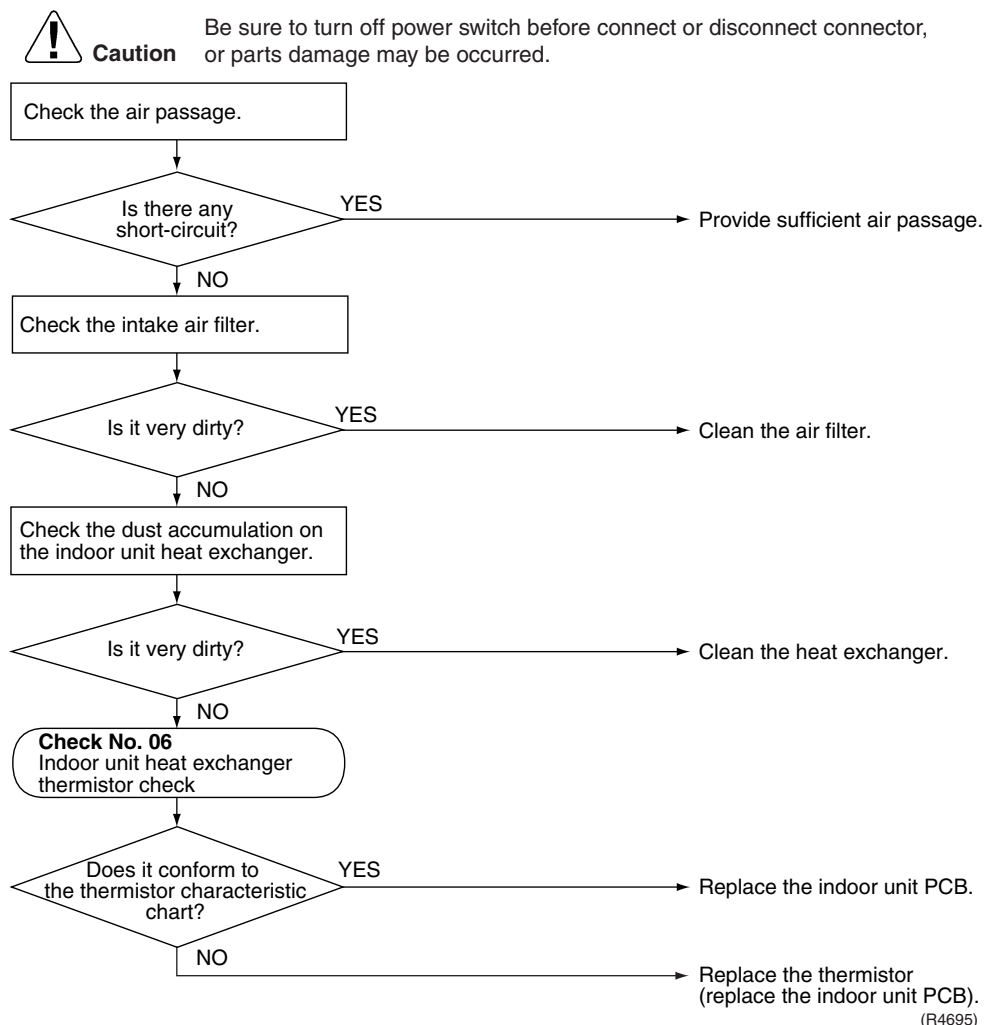 Be sure to turn off power switch before connect or disconnect connector,
Caution or parts damage may be occurred.
Check the air passage.
Is there any
short-circuit?
YES
Provide sufficient air passage.
NO
Check the intake air filter.
Is it very dirty?
YES
Clean the air filter.
NO
Check the dust accumulation on
the indoor unit heat exchanger.
Is it very dirty?
YES
Clean the heat exchanger.
NO
Check No. 06
Indoor unit heat exchanger
thermistor check
Does it conform to
the thermistor characteristic
chart?
YES
Replace the indoor unit PCB.
NO
Replace the thermistor
(replace the indoor unit PCB).
(R4695)